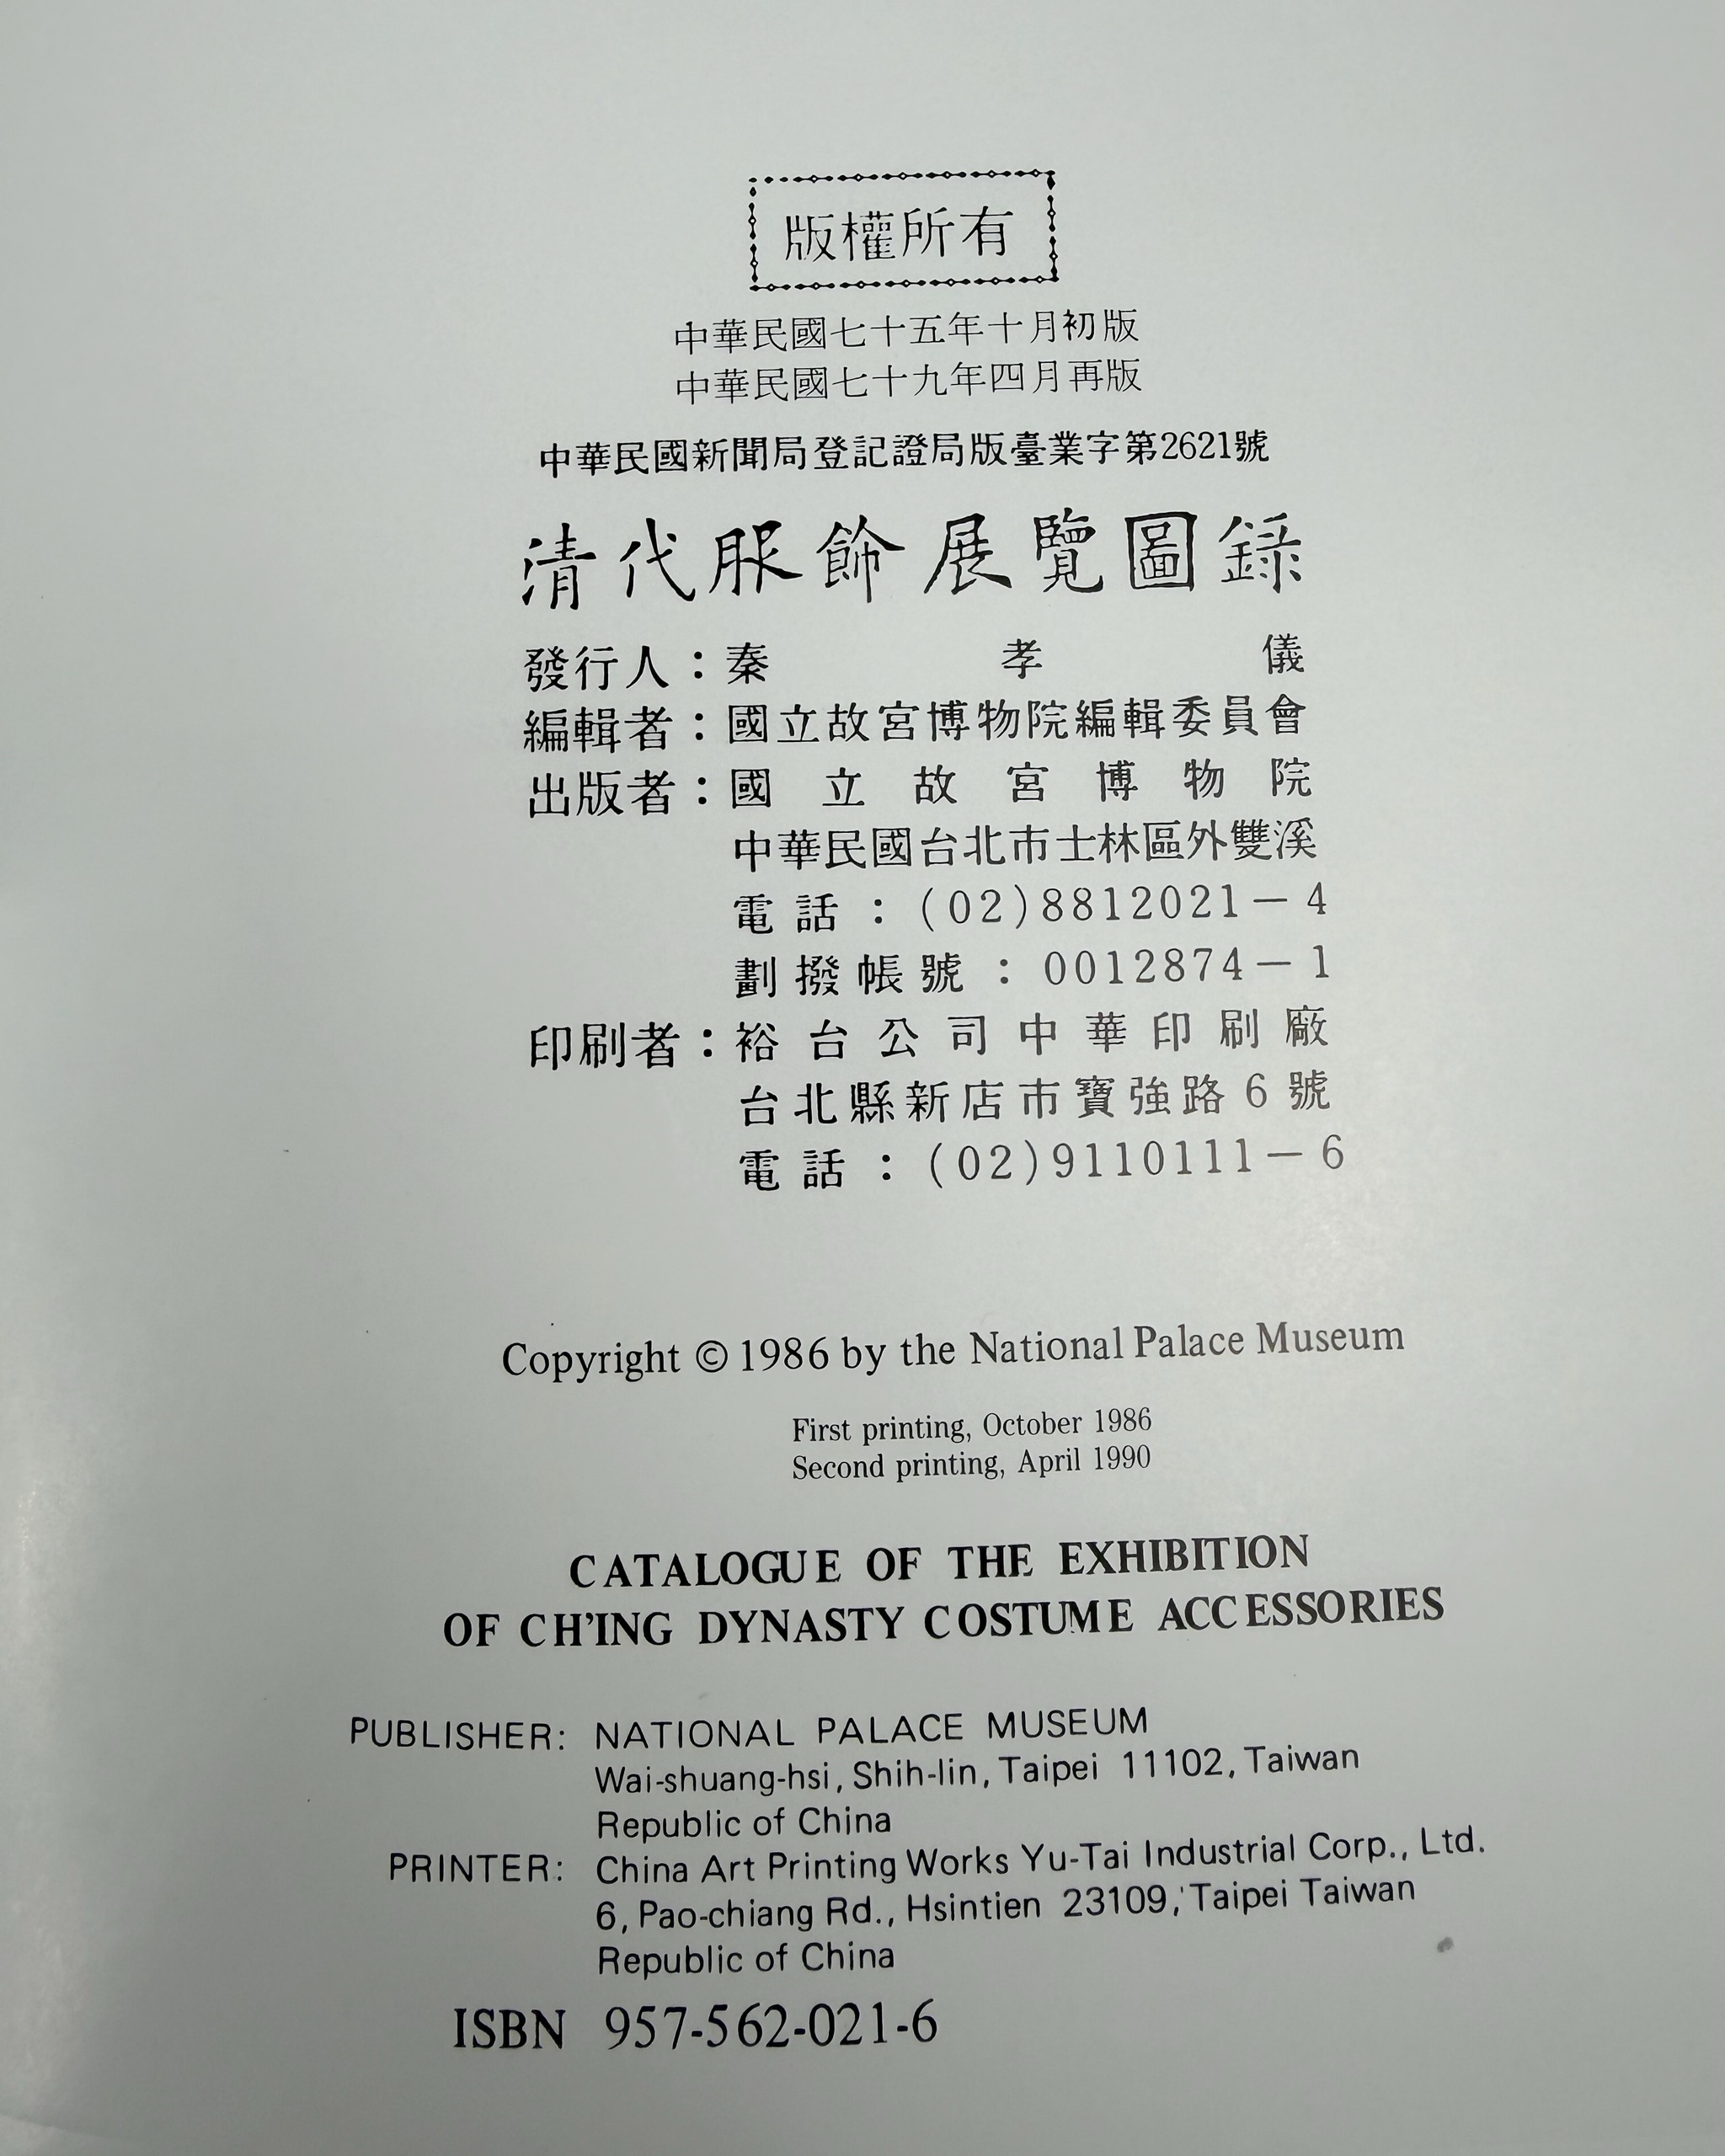 版權所有
中華民國七十五年十月初版
中華民國七十九年四月再版
中華民國新聞局登記證局版臺業字第2621號
清代服飾展覽圖錄
發行人：秦孝儀
編輯者：國立故宮博物院編輯委員會
出版者：國立故宮博物院
中華民國台北市士林區外雙溪
電話：(02)8812021－4
劃撥帳號：0012874－1
印刷者：裕台公司中華印刷廠
台北縣新店市寶強路6號
電話：(02)9110111－6
Copyright © 1986 by the National Palace Museum
First printing, October 1986
Second printing, April 1990
CATALOGUE OF THE EXHIBITION
OF CH'ING DYNASTY COSTUME ACCESSORIES
PUBLISHER: NATIONAL PALACE MUSEUM
Wai-shuang-hsi, Shih-lin, Taipei 11102, Taiwan
Republic of China
PRINTER: China Art Printing Works Yu-Tai Industrial Corp., Ltd.
6, Pao-chiang Rd., Hsintien 23109, Taipei Taiwan
Republic of China
ISBN 957-562-021-6